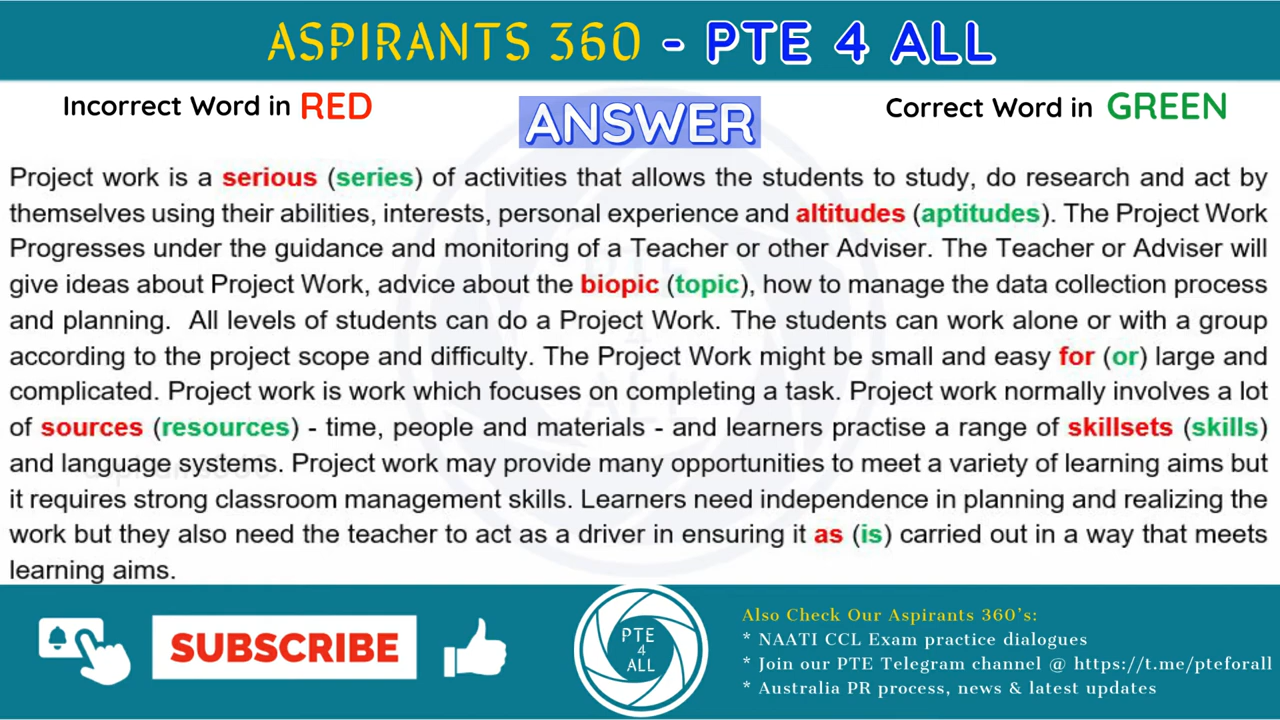 ASPIRANTS 360 - PTE 4 ALL
Incorrect Word in RED
ANSWER
Correct Word in GREEN
Project work is a serious (series) of activities that allows the students to study, do research and act by
themselves using their abilities, interests, personal experience and altitudes (aptitudes). The Project Work
Progresses under the guidance and monitoring of a Teacher or other Adviser. The Teacher or Adviser will
give ideas about Project Work, advice about the biopic (topic), how to manage the data collection process
and planning. All levels of students can do a Project Work. The students can work alone or with a group
according to the project scope and difficulty. The Project Work might be small and easy for (or) large and
complicated. Project work is work which focuses on completing a task. Project work normally involves a lot
of sources (resources) - time, people and materials - and learners practise a range of skillsets (skills)
and language systems. Project work may provide many opportunities to meet a variety of learning aims but
it requires strong classroom management skills. Learners need independence in planning and realizing the
work but they also need the teacher to act as a driver in ensuring it as (is) carried out in a way that meets
learning aims.
SUBSCRIBE
PTE
4
ALL
Also Check Our Aspirants 360's:
* NAATI CCL Exam practice dialogues
* Join our PTE Telegram channel @ https://t.me/pteforall
* Australia PR process, news & latest updates